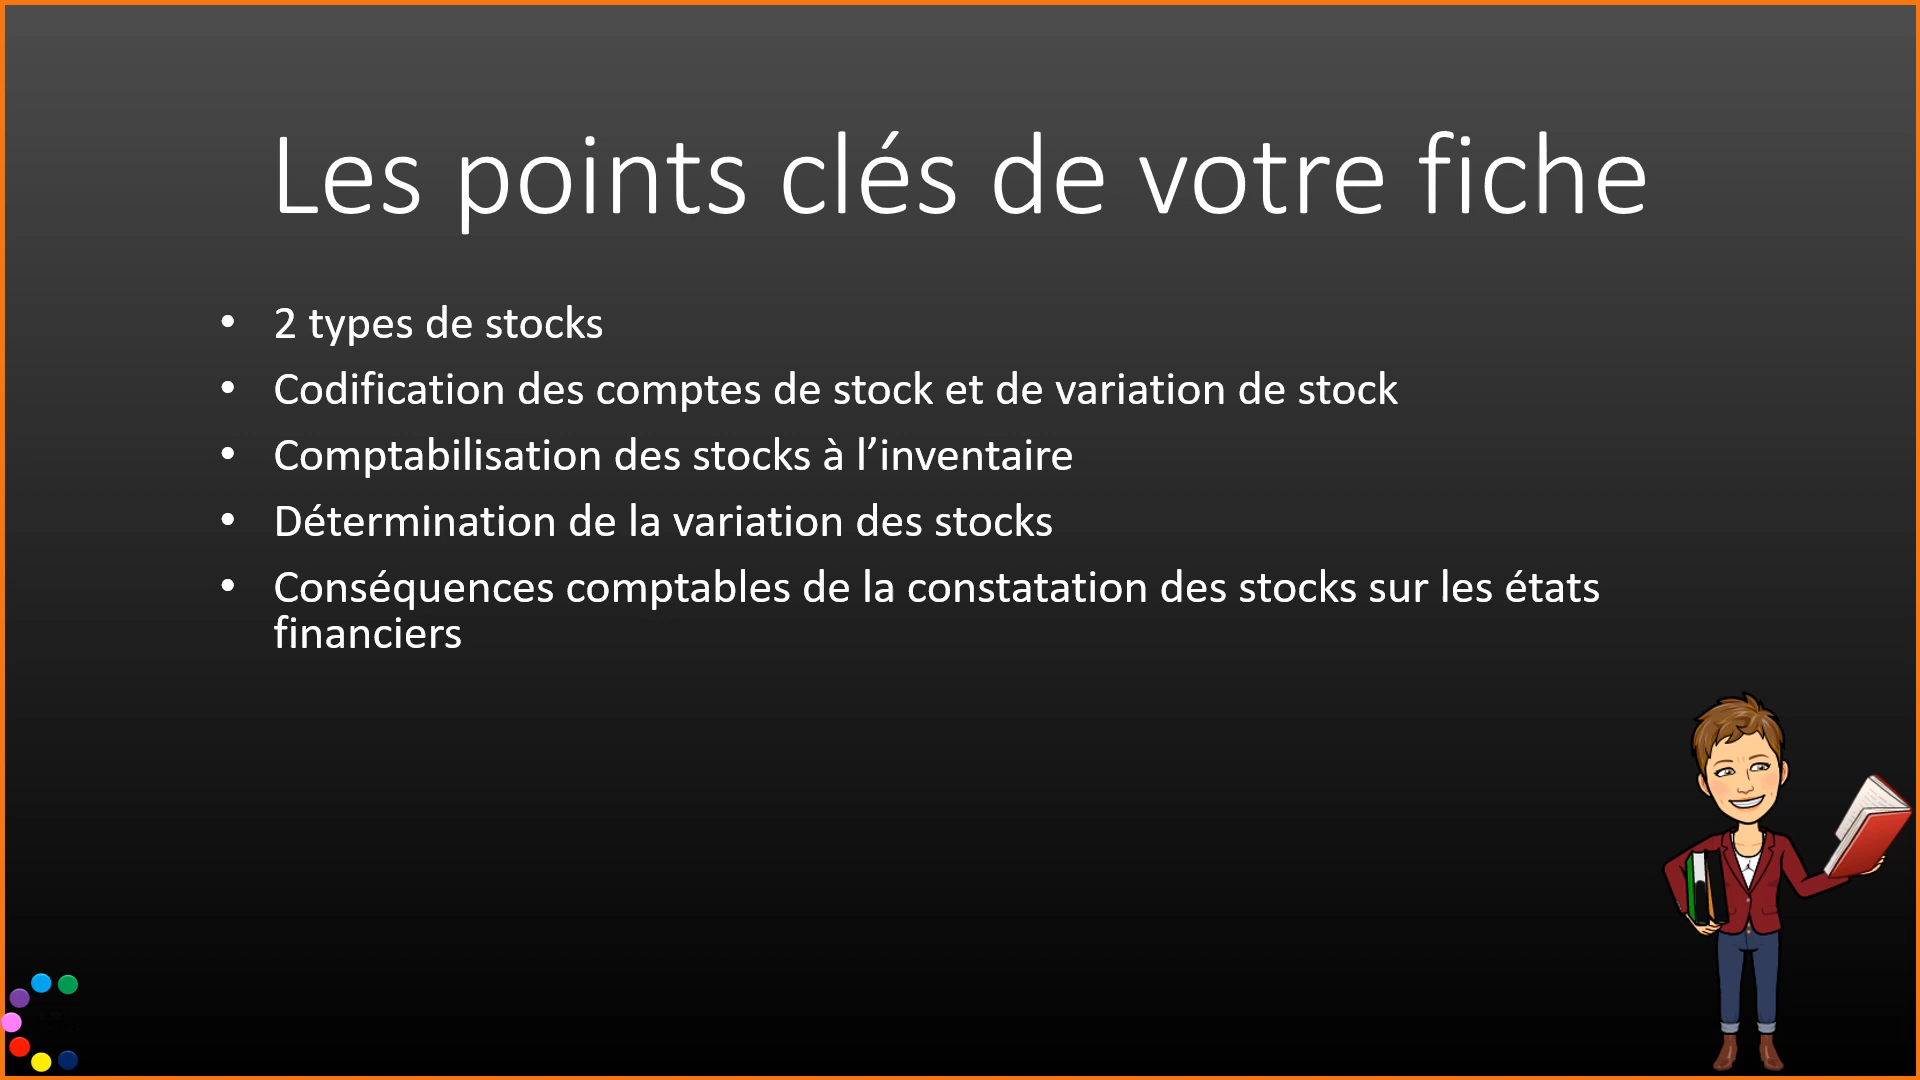 Les points clés de votre fiche
• 2 types de stocks
• Codification des comptes de stock et de variation de stock
• Comptabilisation des stocks à l’inventaire
• Détermination de la variation des stocks
• Conséquences comptables de la constatation des stocks sur les états
financiers